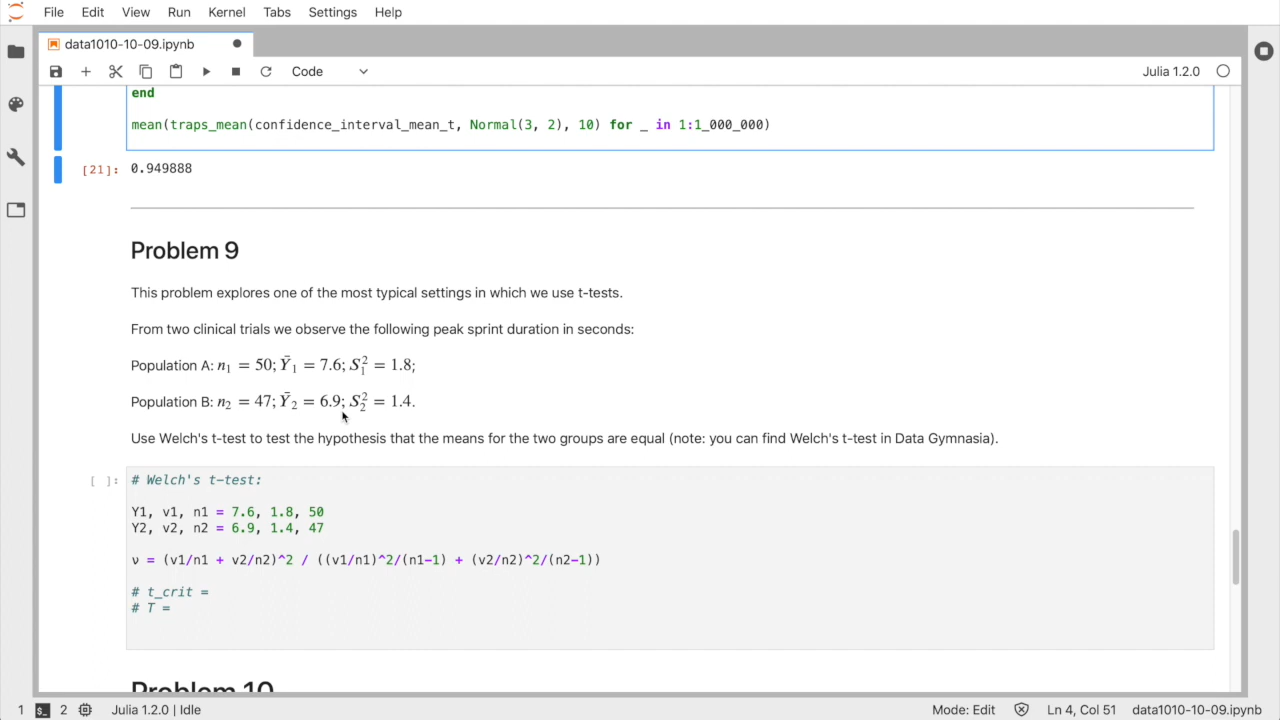 File Edit View Run Kernel Tabs Settings Help
data1010-10-09.ipynb
Code
Julia 1.2.0
end
mean(traps_mean(confidence_interval_mean_t, Normal(3, 2), 10) for _ in 1:1_000_000)
[21]: 0.949888
Problem 9
This problem explores one of the most typical settings in which we use t-tests.
From two clinical trials we observe the following peak sprint duration in seconds:
Population A: n₁ = 50; Ȳ₁ = 7.6; S₁² = 1.8;
Population B: n₂ = 47; Ȳ₂ = 6.9; S₂² = 1.4.
Use Welch's t-test to test the hypothesis that the means for the two groups are equal (note: you can find Welch's t-test in Data Gymnasia).
[ ]: # Welch's t-test:
Y1, v1, n1 = 7.6, 1.8, 50
Y2, v2, n2 = 6.9, 1.4, 47
ν = (v1/n1 + v2/n2)^2 / ((v1/n1)^2/(n1-1) + (v2/n2)^2/(n2-1))
# t_crit =
# T =
Problem 10
1 2 Julia 1.2.0 | Idle Mode: Edit Ln 4, Col 51 data1010-10-09.ipynb